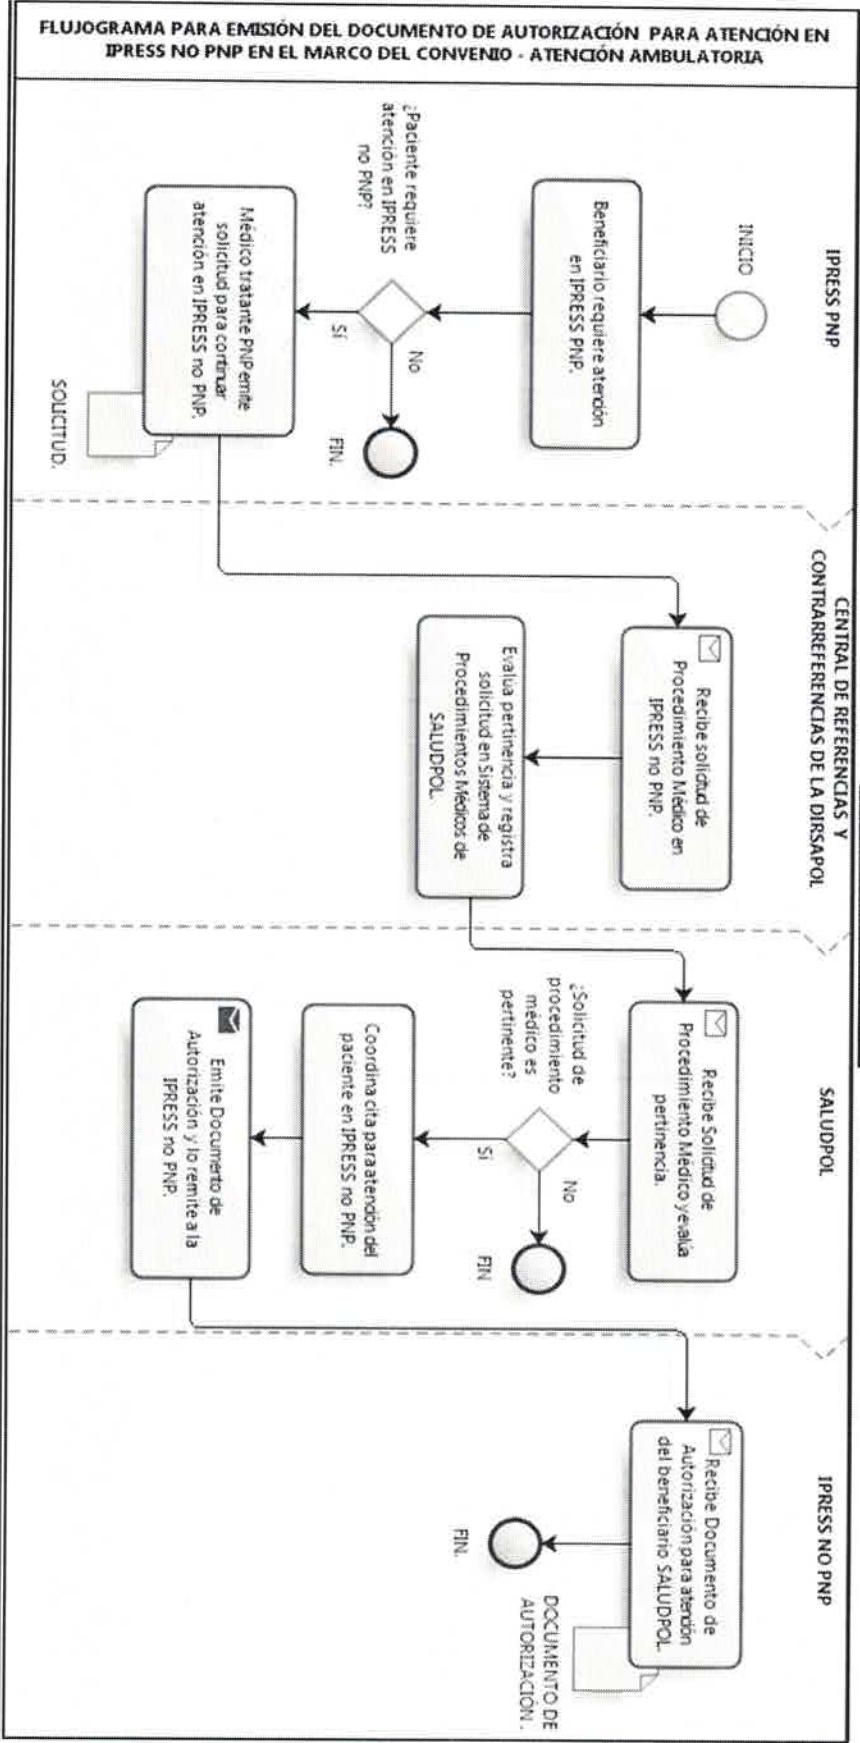 FLUJOGRAMA PARA EMISIÓN DEL DOCUMENTO DE AUTORIZACIÓN PARA ATENCIÓN EN
IPRESS NO PNP EN EL MARCO DEL CONVENIO - ATENCIÓN AMBULATORIA
IPRESS PNP
INICIO
Beneficiario requiere atención
en IPRESS PNP.
¿Paciente requiere
atención en IPRESS
no PNP?
No
FIN.
Sí
Médico tratante PNP emite
solicitud para continuar
atención en IPRESS no PNP.
SOLICITUD.
CENTRAL DE REFERENCIAS Y
CONTRARREFERENCIAS DE LA DIRSAPOL
Recibe solicitud de
Procedimiento Médico en
IPRESS no PNP.
Evalúa pertinencia y registra
solicitud en Sistema de
Procedimientos Médicos de
SALUDPOL.
SALUDPOL
Recibe Solicitud de
Procedimiento Médico y evalúa
pertinencia.
¿Solicitud de
procedimiento
médico es
pertinente?
No
FIN
Sí
Coordina cita para atención del
paciente en IPRESS no PNP.
Emite Documento de
Autorización y lo remite a la
IPRESS no PNP.
IPRESS NO PNP
Recibe Documento de
Autorización para atención
del beneficiario SALUDPOL.
DOCUMENTO DE
AUTORIZACIÓN.
FIN.